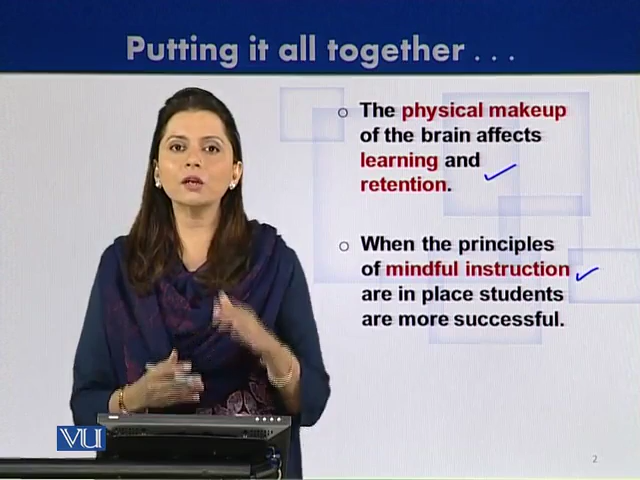 Putting it all together . . .
o The physical makeup
of the brain affects
learning and
retention.
o When the principles
of mindful instruction
are in place students
are more successful.
VU
2